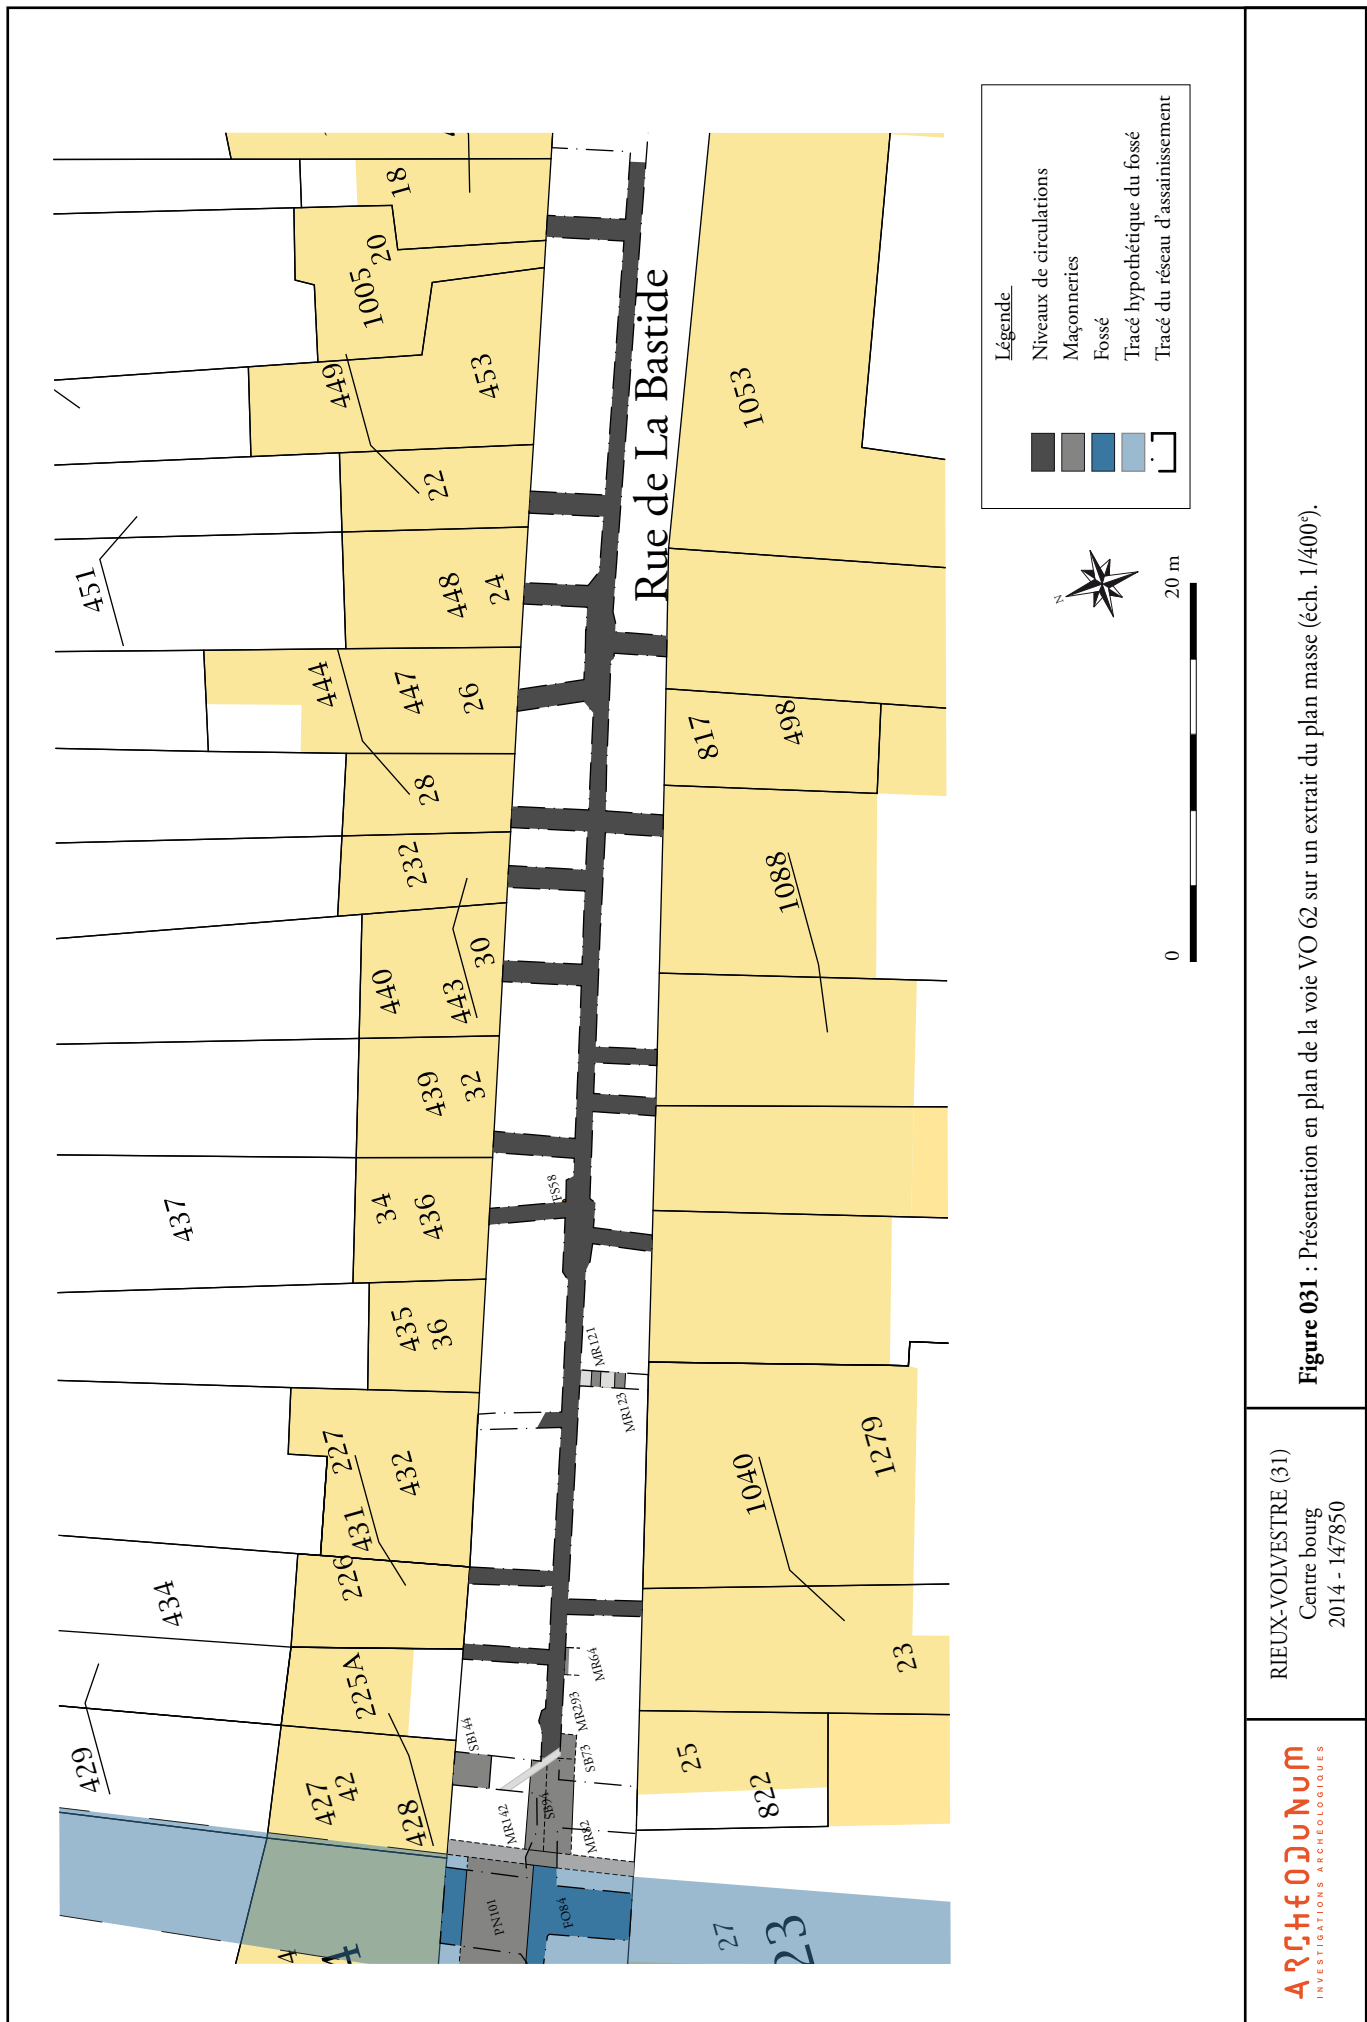 Rue de La Bastide
18
20
1005
449
453
22
451
448
24
444
447
26
28
232
30
440
443
439
32
437
34
436
435
36
227
432
431
226
434
225A
429
427
42
428
1053
817
498
1088
1040
1279
23
25
822
27
23
FS58
MR121
MR123
MR64
MR293
SB73
SB144
MR142
SB94
MR82
PN101
FO84
Légende
Niveaux de circulations
Maçonneries
Fossé
Tracé hypothétique du fossé
Tracé du réseau d'assainissement
N
0
20 m
ARCHEODUNUM
INVESTIGATIONS ARCHÉOLOGIQUES
RIEUX-VOLVESTRE (31)
Centre bourg
2014 - 147850
Figure 031 : Présentation en plan de la voie VO 62 sur un extrait du plan masse (éch. 1/400e).